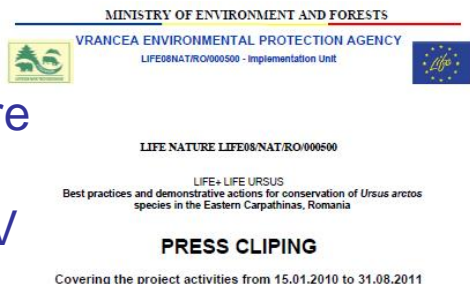 MINISTRY OF ENVIRONMENT AND FORESTS
VRANCEA ENVIRONMENTAL PROTECTION AGENCY
LIFE08NAT/RO/000500 - Implementation Unit
Life
re
LIFE NATURE LIFE08/NAT/RO/000500
LIFE+ LIFE URSUS
Best practices and demonstrative actions for conservation of Ursus arctos
species in the Eastern Carpathinas, Romania
V
PRESS CLIPING
Covering the project activities from 15.01.2010 to 31.08.2011